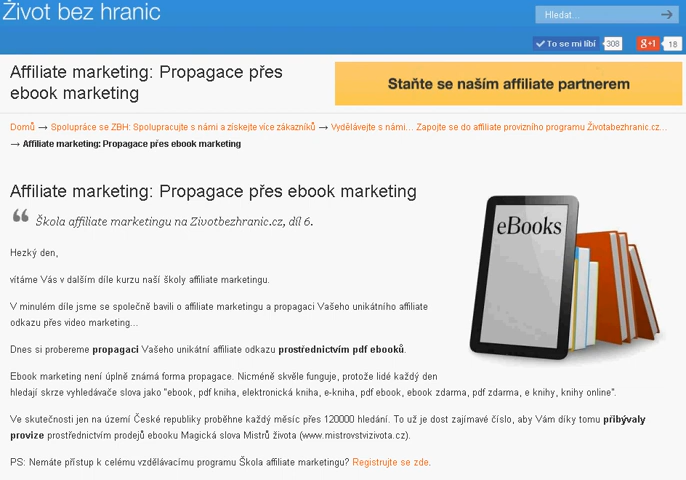 Život bez hranic
Hledat...
To se mi líbí 308
g+1 18
Affiliate marketing: Propagace přes
ebook marketing
Staňte se naším affiliate partnerem
Domů → Spolupráce se ZBH: Spolupracujte s námi a získejte více zákazníků → Vydělávejte s námi... Zapojte se do affiliate provizního programu Životabezhranic.cz...
→ Affiliate marketing: Propagace přes ebook marketing
Affiliate marketing: Propagace přes ebook marketing
“ Škola affiliate marketingu na Zivotbezhranic.cz, díl 6.
eBooks
Hezký den,
vítáme Vás v dalším díle kurzu naší školy affiliate marketingu.
V minulém díle jsme se společně bavili o affiliate marketingu a propagaci Vašeho unikátního affiliate
odkazu přes video marketing...
Dnes si probereme propagaci Vašeho unikátní affiliate odkazu prostřednictvím pdf ebooků.
Ebook marketing není úplně známá forma propagace. Nicméně skvěle funguje, protože lidé každý den
hledají skrze vyhledávače slova jako "ebook, pdf kniha, elektronická kniha, e-kniha, pdf ebook, ebook zdarma, pdf zdarma, e knihy, knihy online".
Ve skutečnosti jen na území České republiky proběhne každý měsíc přes 120000 hledání. To už je dost zajímavé číslo, aby Vám díky tomu přibývaly
provize prostřednictvím prodejů ebooku Magická slova Mistrů života (www.mistrovstvizivota.cz).
PS: Nemáte přístup k celému vzdělávacímu programu Škola affiliate marketingu? Registrujte se zde.